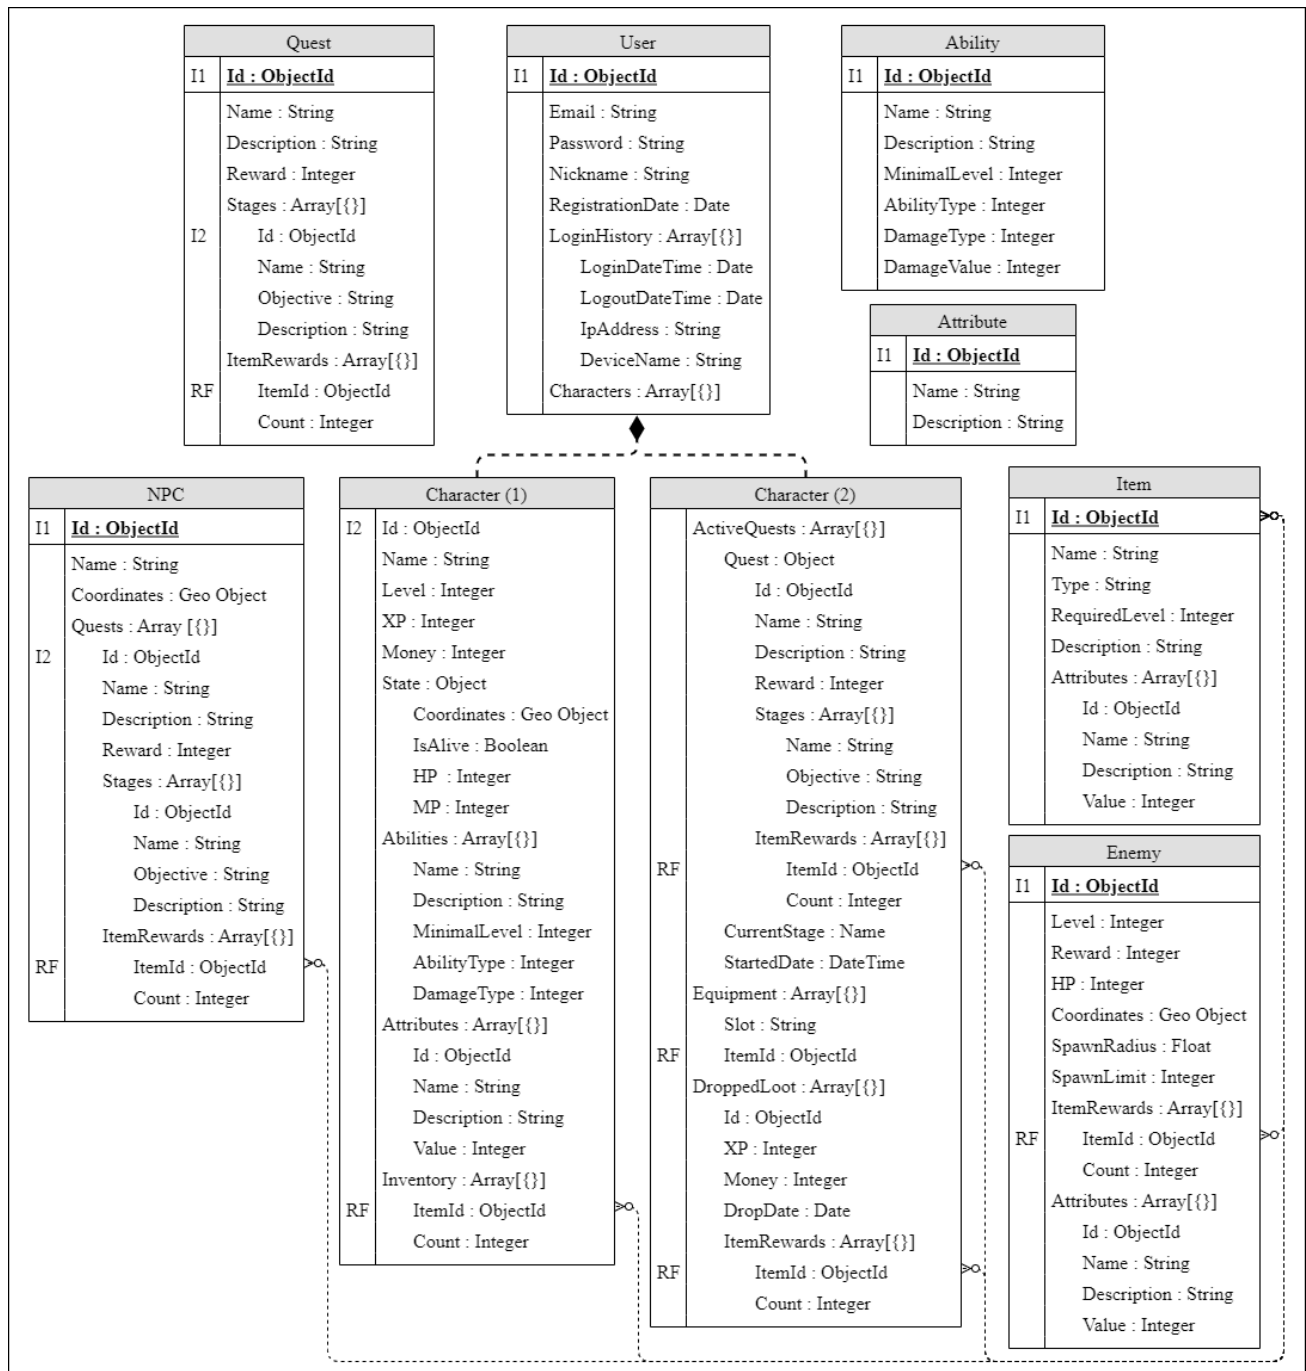 Quest
I1 Id : ObjectId
Name : String
Description : String
Reward : Integer
Stages : Array[{}]
I2 Id : ObjectId
Name : String
Objective : String
Description : String
ItemRewards : Array[{}]
RF ItemId : ObjectId
Count : Integer
User
I1 Id : ObjectId
Email : String
Password : String
Nickname : String
RegistrationDate : Date
LoginHistory : Array[{}]
LoginDateTime : Date
LogoutDateTime : Date
IpAddress : String
DeviceName : String
Characters : Array[{}]
Ability
I1 Id : ObjectId
Name : String
Description : String
MinimalLevel : Integer
AbilityType : Integer
DamageType : Integer
DamageValue : Integer
Attribute
I1 Id : ObjectId
Name : String
Description : String
NPC
I1 Id : ObjectId
Name : String
Coordinates : Geo Object
Quests : Array [{}]
I2 Id : ObjectId
Name : String
Description : String
Reward : Integer
Stages : Array[{}]
Id : ObjectId
Name : String
Objective : String
Description : String
ItemRewards : Array[{}]
RF ItemId : ObjectId
Count : Integer
Character (1)
I2 Id : ObjectId
Name : String
Level : Integer
XP : Integer
Money : Integer
State : Object
Coordinates : Geo Object
IsAlive : Boolean
HP : Integer
MP : Integer
Abilities : Array[{}]
Name : String
Description : String
MinimalLevel : Integer
AbilityType : Integer
DamageType : Integer
Attributes : Array[{}]
Id : ObjectId
Name : String
Description : String
Value : Integer
Inventory : Array[{}]
RF ItemId : ObjectId
Count : Integer
Character (2)
ActiveQuests : Array[{}]
Quest : Object
Id : ObjectId
Name : String
Description : String
Reward : Integer
Stages : Array[{}]
Name : String
Objective : String
Description : String
ItemRewards : Array[{}]
RF ItemId : ObjectId
Count : Integer
CurrentStage : Name
StartedDate : DateTime
Equipment : Array[{}]
Slot : String
RF ItemId : ObjectId
DroppedLoot : Array[{}]
Id : ObjectId
XP : Integer
Money : Integer
DropDate : Date
ItemRewards : Array[{}]
RF ItemId : ObjectId
Count : Integer
Item
I1 Id : ObjectId
Name : String
Type : String
RequiredLevel : Integer
Description : String
Attributes : Array[{}]
Id : ObjectId
Name : String
Description : String
Value : Integer
Enemy
I1 Id : ObjectId
Level : Integer
Reward : Integer
HP : Integer
Coordinates : Geo Object
SpawnRadius : Float
SpawnLimit : Integer
ItemRewards : Array[{}]
RF ItemId : ObjectId
Count : Integer
Attributes : Array[{}]
Id : ObjectId
Name : String
Description : String
Value : Integer